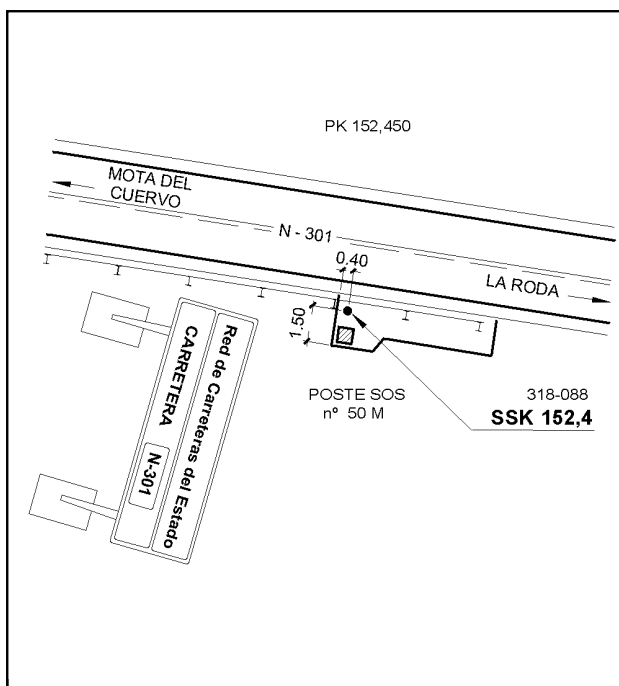 PK 152,450
MOTA DEL
CUERVO
N - 301
0.40
LA RODA
1.50
POSTE SOS
nº 50 M
318-088
SSK 152,4
Red de Carreteras del Estado
CARRETERA
N-301